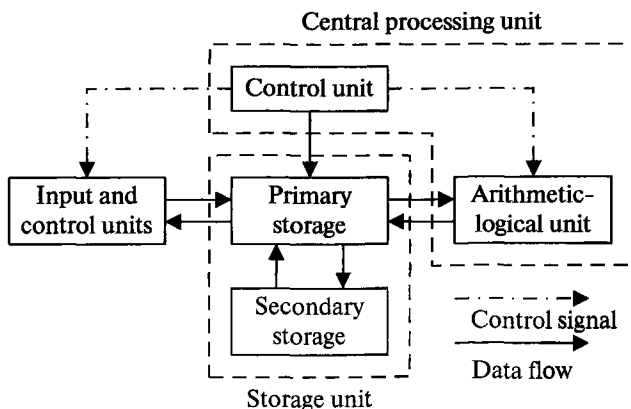 Central processing unit
Control unit
Input and
control units
Primary
storage
Arithmetic-
logical unit
Secondary
storage
Control signal
Data flow
Storage unit